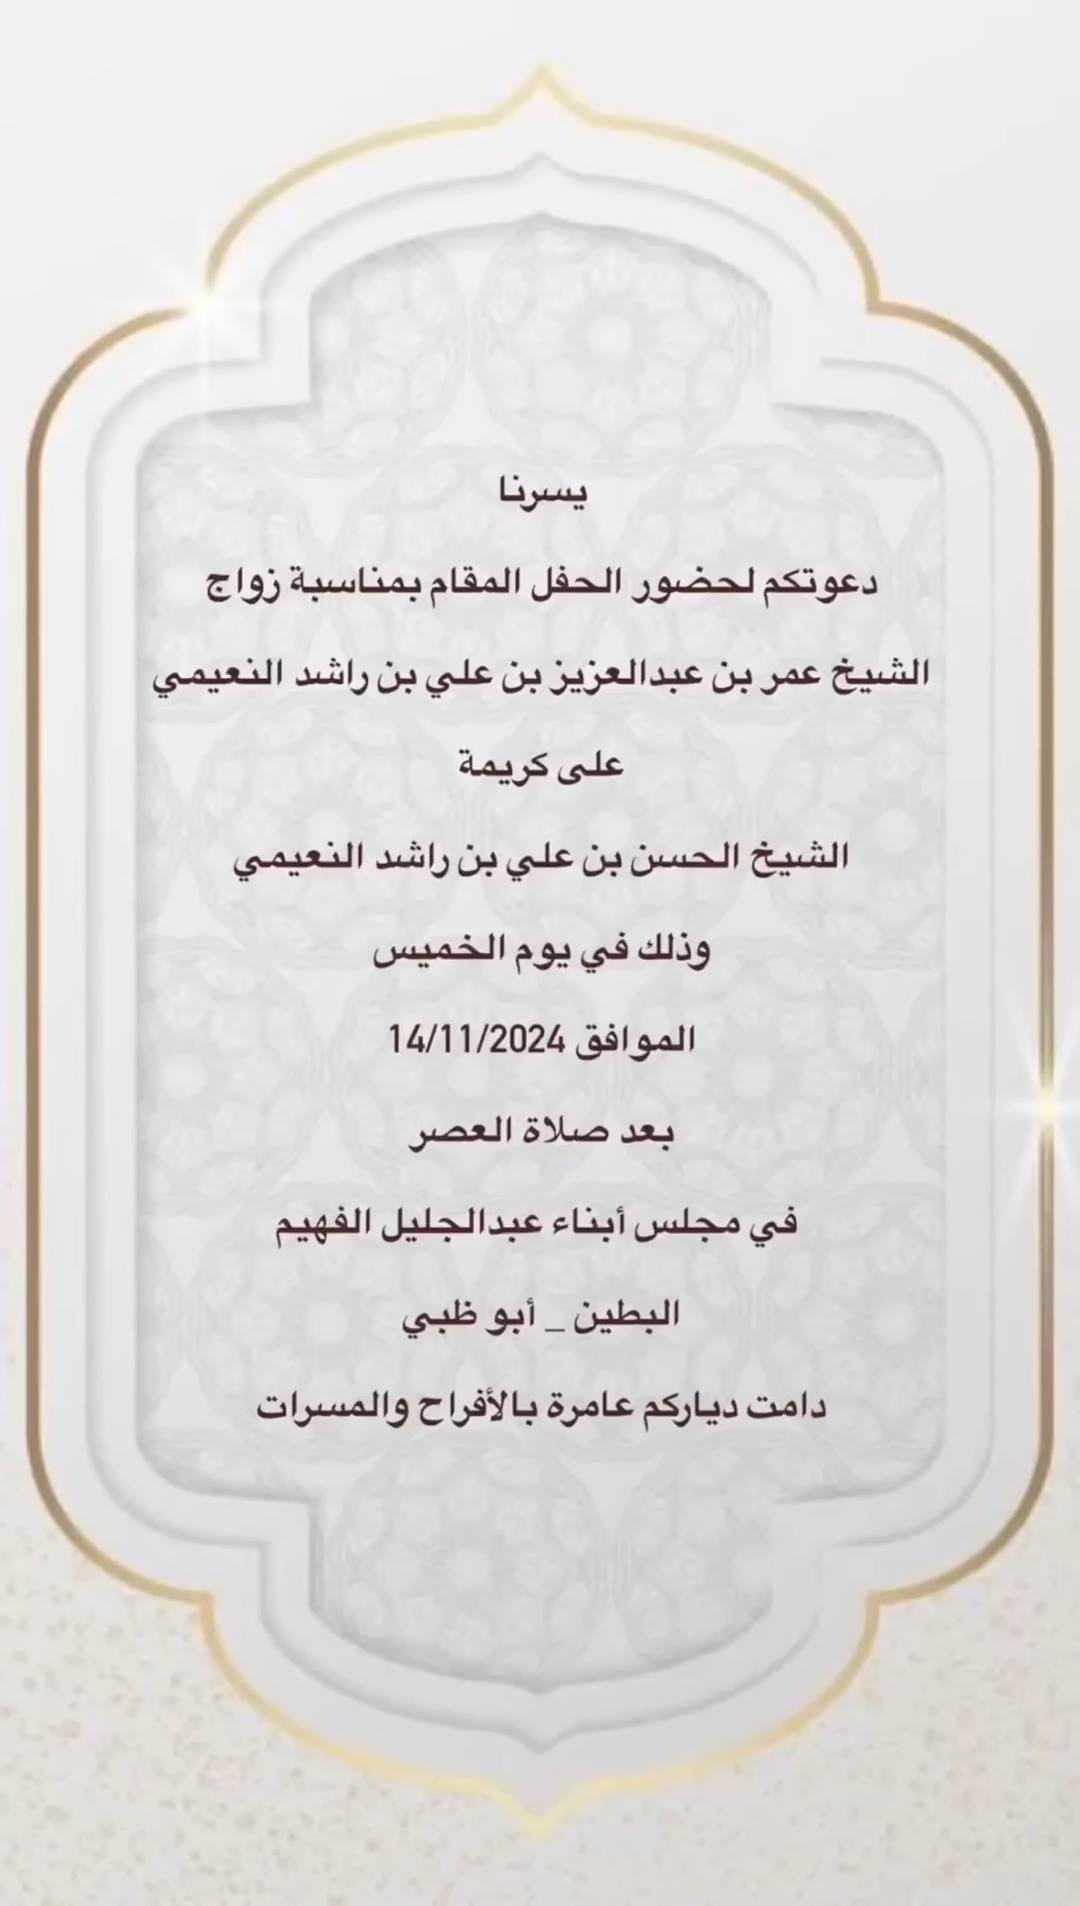 يسرنا
دعوتكم لحضور الحفل المقام بمناسبة زواج
الشيخ عمر بن عبدالعزيز بن علي بن راشد النعيمي
على كريمة
الشيخ الحسن بن علي بن راشد النعيمي
وذلك في يوم الخميس
الموافق 14/11/2024
بعد صلاة العصر
في مجلس أبناء عبدالجليل الفهيم
البطين _ أبو ظبي
دامت دياركم عامرة بالأفراح والمسرات